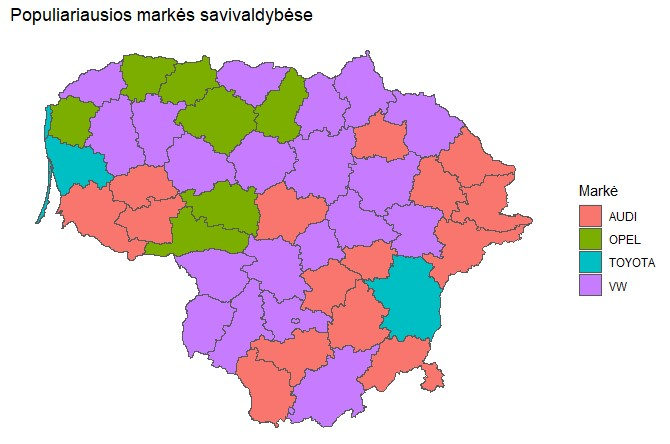 Populiariausios markės savivaldybėse
Markė
AUDI
OPEL
TOYOTA
VW